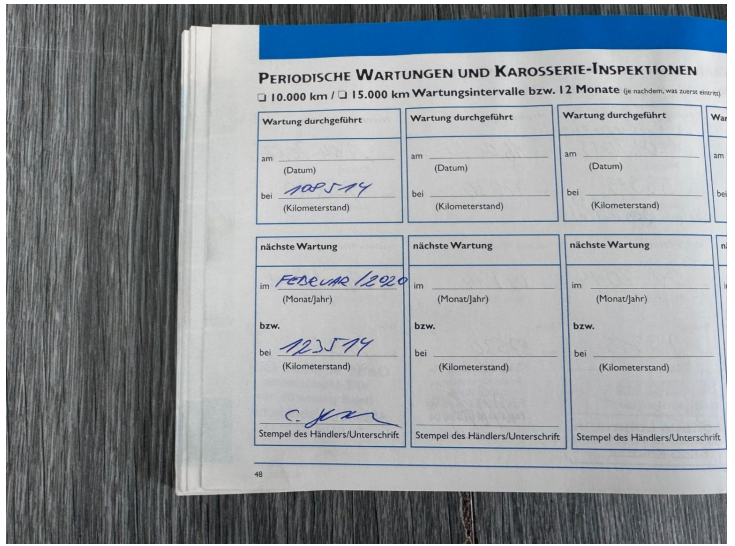 PERIODISCHE WARTUNGEN UND KAROSSERIE-INSPEKTIONEN
❑ 10.000 km / ❑ 15.000 km Wartungsintervalle bzw. 12 Monate (je nachdem, was zuerst eintritt)
Wartung durchgeführt
am
(Datum)
bei 108514
(Kilometerstand)
Wartung durchgeführt
am
(Datum)
bei
(Kilometerstand)
Wartung durchgeführt
am
(Datum)
bei
(Kilometerstand)
War
am
bei
nächste Wartung
im FEBRUAR/2020
(Monat/Jahr)
bzw.
bei 123514
(Kilometerstand)
C.
Stempel des Händlers/Unterschrift
nächste Wartung
im
(Monat/Jahr)
bzw.
bei
(Kilometerstand)
Stempel des Händlers/Unterschrift
nächste Wartung
im
(Monat/Jahr)
bzw.
bei
(Kilometerstand)
Stempel des Händlers/Unterschrift
48